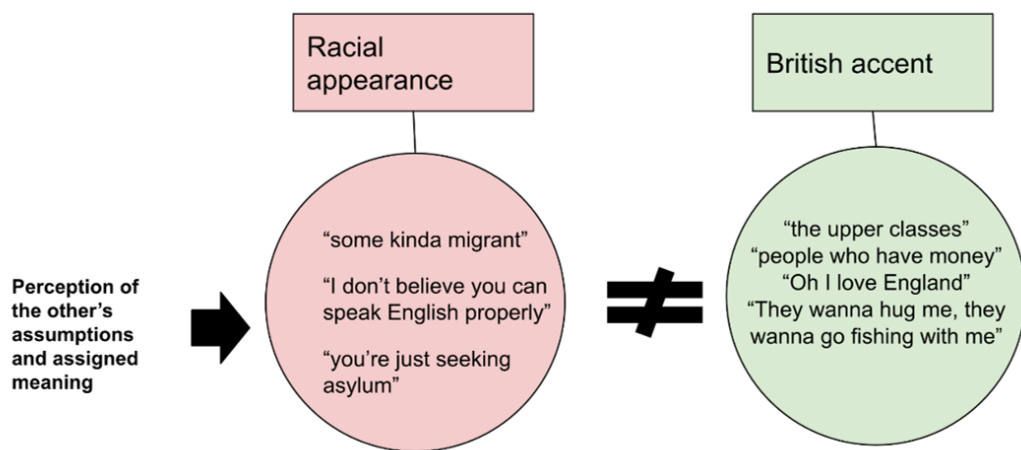 Racial
appearance
British accent
Perception of
the other's
assumptions
and assigned
meaning
“some kinda migrant”
“I don’t believe you can
speak English properly”
“you’re just seeking
asylum”
“the upper classes”
“people who have money”
“Oh I love England”
“They wanna hug me, they
wanna go fishing with me”